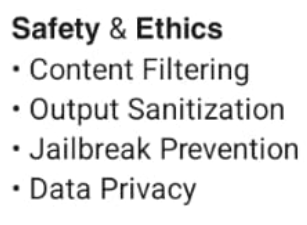 Safety & Ethics
• Content Filtering
• Output Sanitization
• Jailbreak Prevention
• Data Privacy